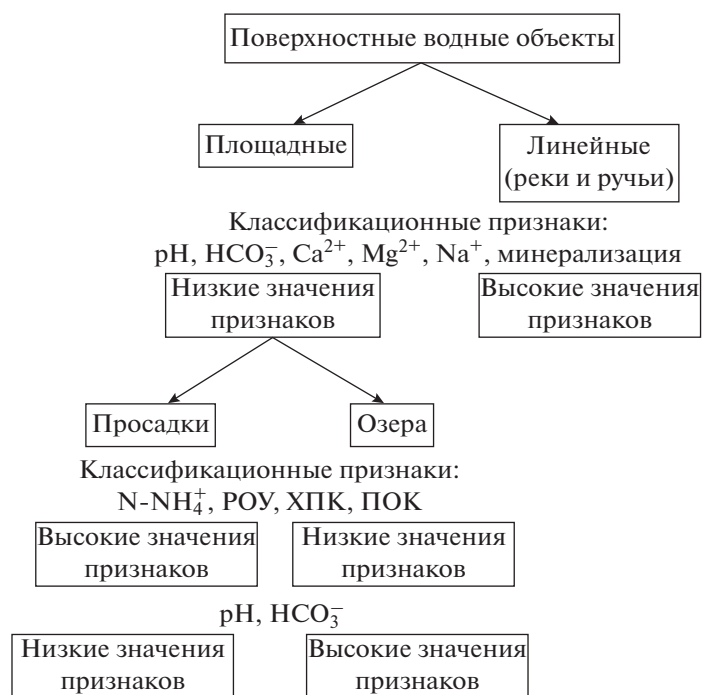 Поверхностные водные объекты
Площадные
Линейные
(реки и ручьи)
Классификационные признаки:
pH, HCO₃⁻, Ca²⁺, Mg²⁺, Na⁺, минерализация
Низкие значения
признаков
Высокие значения
признаков
Просадки
Озера
Классификационные признаки:
N-NH₄⁺, РОУ, ХПК, ПОК
Высокие значения
признаков
Низкие значения
признаков
pH, HCO₃⁻
Низкие значения
признаков
Высокие значения
признаков